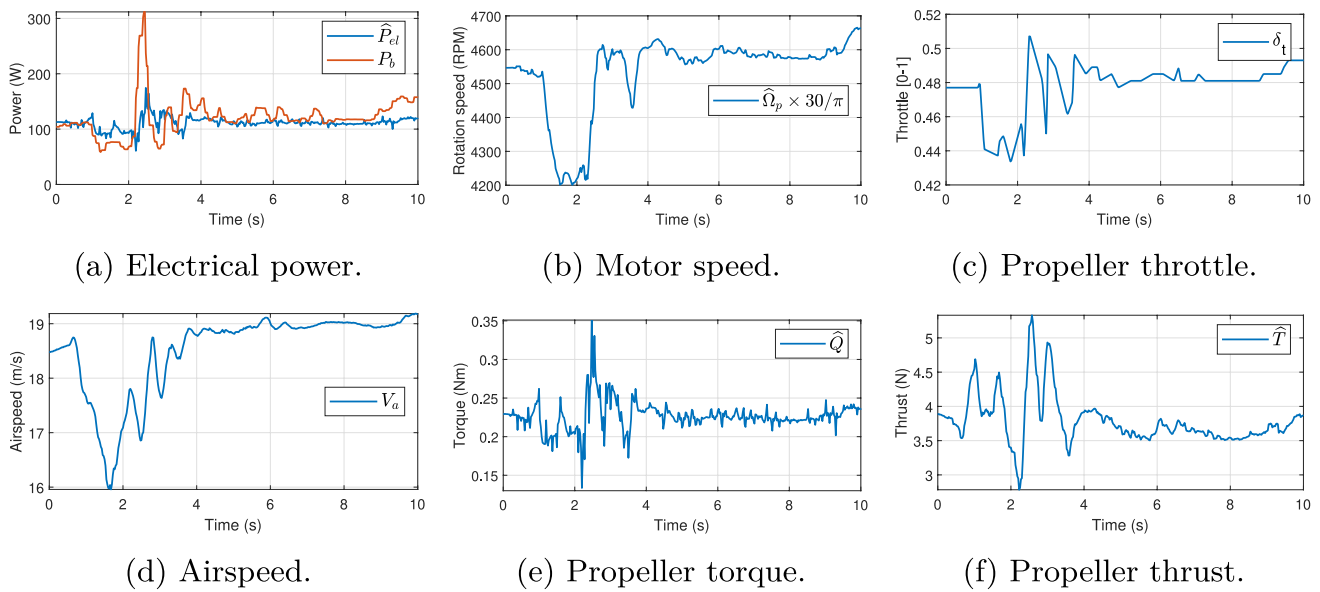 300
200
100
0
Power (W)
P̂_el
P_b
0 2 4 6 8 10
Time (s)
(a) Electrical power.
4700
4600
4500
4400
4300
4200
Rotation speed (RPM)
Ω̂_p × 30/π
0 2 4 6 8 10
Time (s)
(b) Motor speed.
0.52
0.5
0.48
0.46
0.44
0.42
Throttle [0-1]
δ_t
0 2 4 6 8 10
Time (s)
(c) Propeller throttle.
19
18
17
16
Airspeed (m/s)
V_a
0 2 4 6 8 10
Time (s)
(d) Airspeed.
0.35
0.3
0.25
0.2
0.15
Torque (Nm)
Q̂
0 2 4 6 8 10
Time (s)
(e) Propeller torque.
5
4.5
4
3.5
3
Thrust (N)
T̂
0 2 4 6 8 10
Time (s)
(f) Propeller thrust.